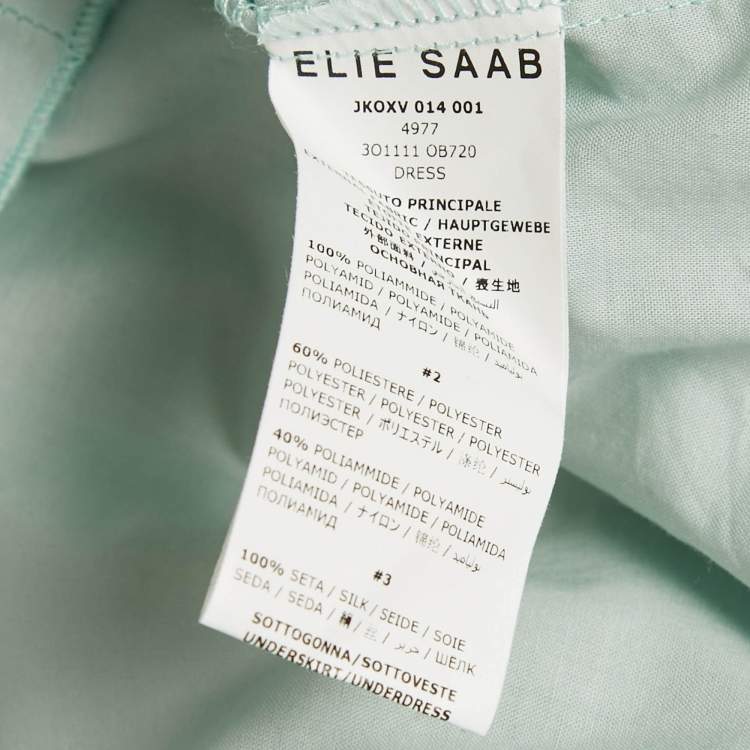 ELIE SAAB
JKOXV 014 001
4977
3O1111 OB720
DRESS
PRINCIPALE
/ HAUPTGEWEBE
TECIDO EXTERNE
外部面料 / 表生地
ОСНОВНАЯ ТКАНЬ
100% POLIAMMIDE / POLYAMIDE
POLYAMID / POLYAMIDE / POLIAMIDA
POLIAMIDA / ナイロン / 锦纶 / بوليامد
ПОЛИАМИД
#2
60% POLIESTERE / POLYESTER
POLYESTER / POLYESTER / POLYESTER
POLYESTER / ポリエステル / 涤纶 / بوليستر
ПОЛИЭСТЕР
40% POLIAMMIDE / POLYAMIDE
POLYAMID / POLYAMIDE / POLIAMIDA
POLIAMIDA / ナイロン / 锦纶 / بوليامد
ПОЛИАМИД
#3
100% SETA / SILK / SEIDE / SOIE
SEDA / SEDA / 絹 / 丝 / حرير / ШЕЛК
SOTTOGONNA/SOTTOVESTE
UNDERSKIRT/UNDERDRESS